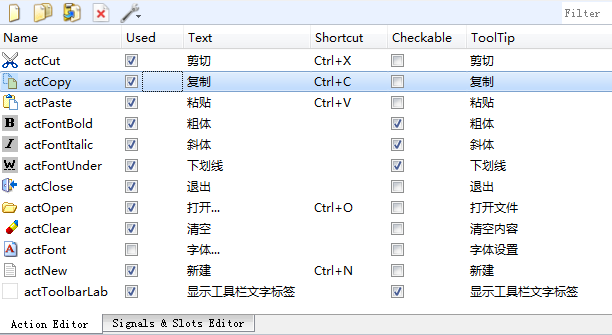 Filter
Name Used Text Shortcut Checkable ToolTip
actCut 剪切 Ctrl+X 剪切
actCopy 复制 Ctrl+C 复制
actPaste 粘贴 Ctrl+V 粘贴
B actFontBold 粗体 粗体
I actFontItalic 斜体 斜体
W actFontUnder 下划线 下划线
actClose 退出 退出
actOpen 打开... Ctrl+O 打开文件
actClear 清空 清空内容
A actFont 字体... 字体设置
actNew 新建 Ctrl+N 新建
actToolbarLab 显示工具栏文字标签 显示工具栏文字标签
Action Editor Signals & Slots Editor